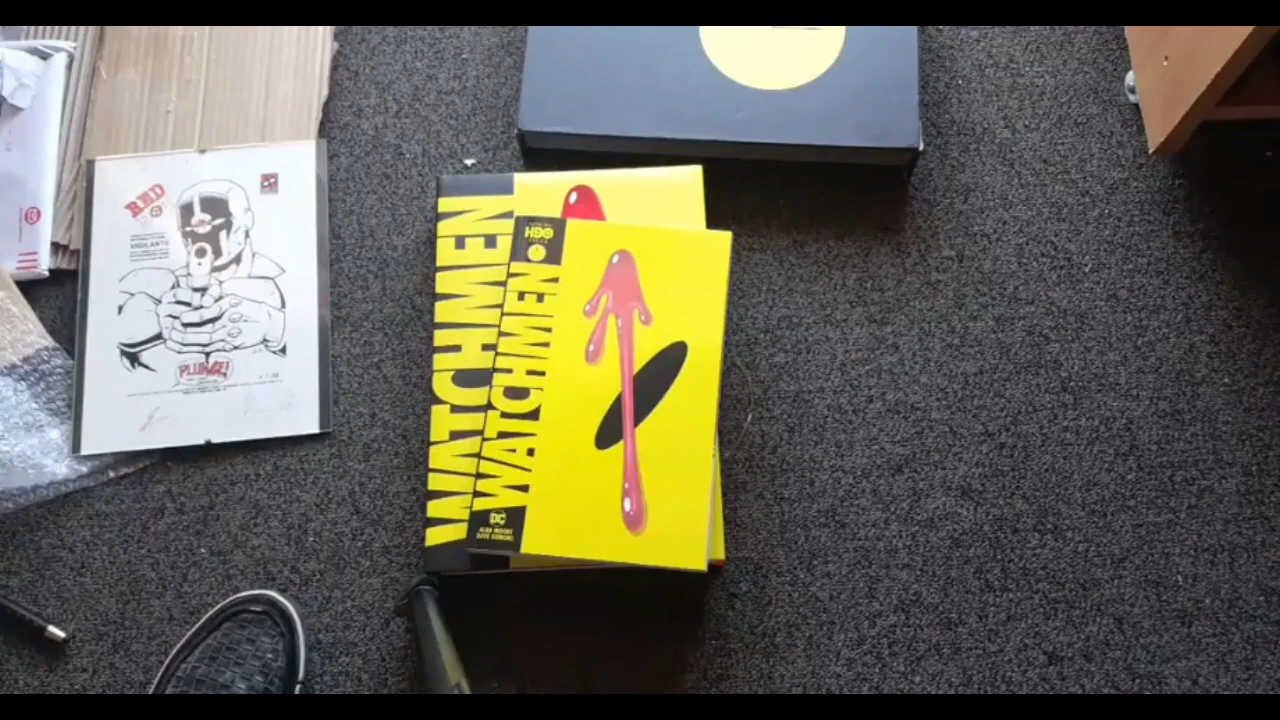 RED
VIGILANTE
PLUNGE!
WATCHMEN
HBO
WATCHMEN
DC
ALAN MOORE
DAVE GIBBONS